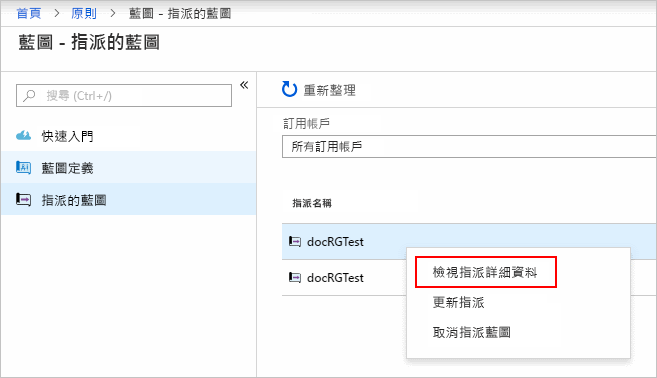 首頁 > 原則 > 藍圖 - 指派的藍圖
藍圖 - 指派的藍圖
搜尋 (Ctrl+/)
«
快速入門
藍圖定義
指派的藍圖
重新整理
訂用帳戶
所有訂用帳戶
指派名稱
docRGTest
docRGTest
檢視指派詳細資料
更新指派
取消指派藍圖